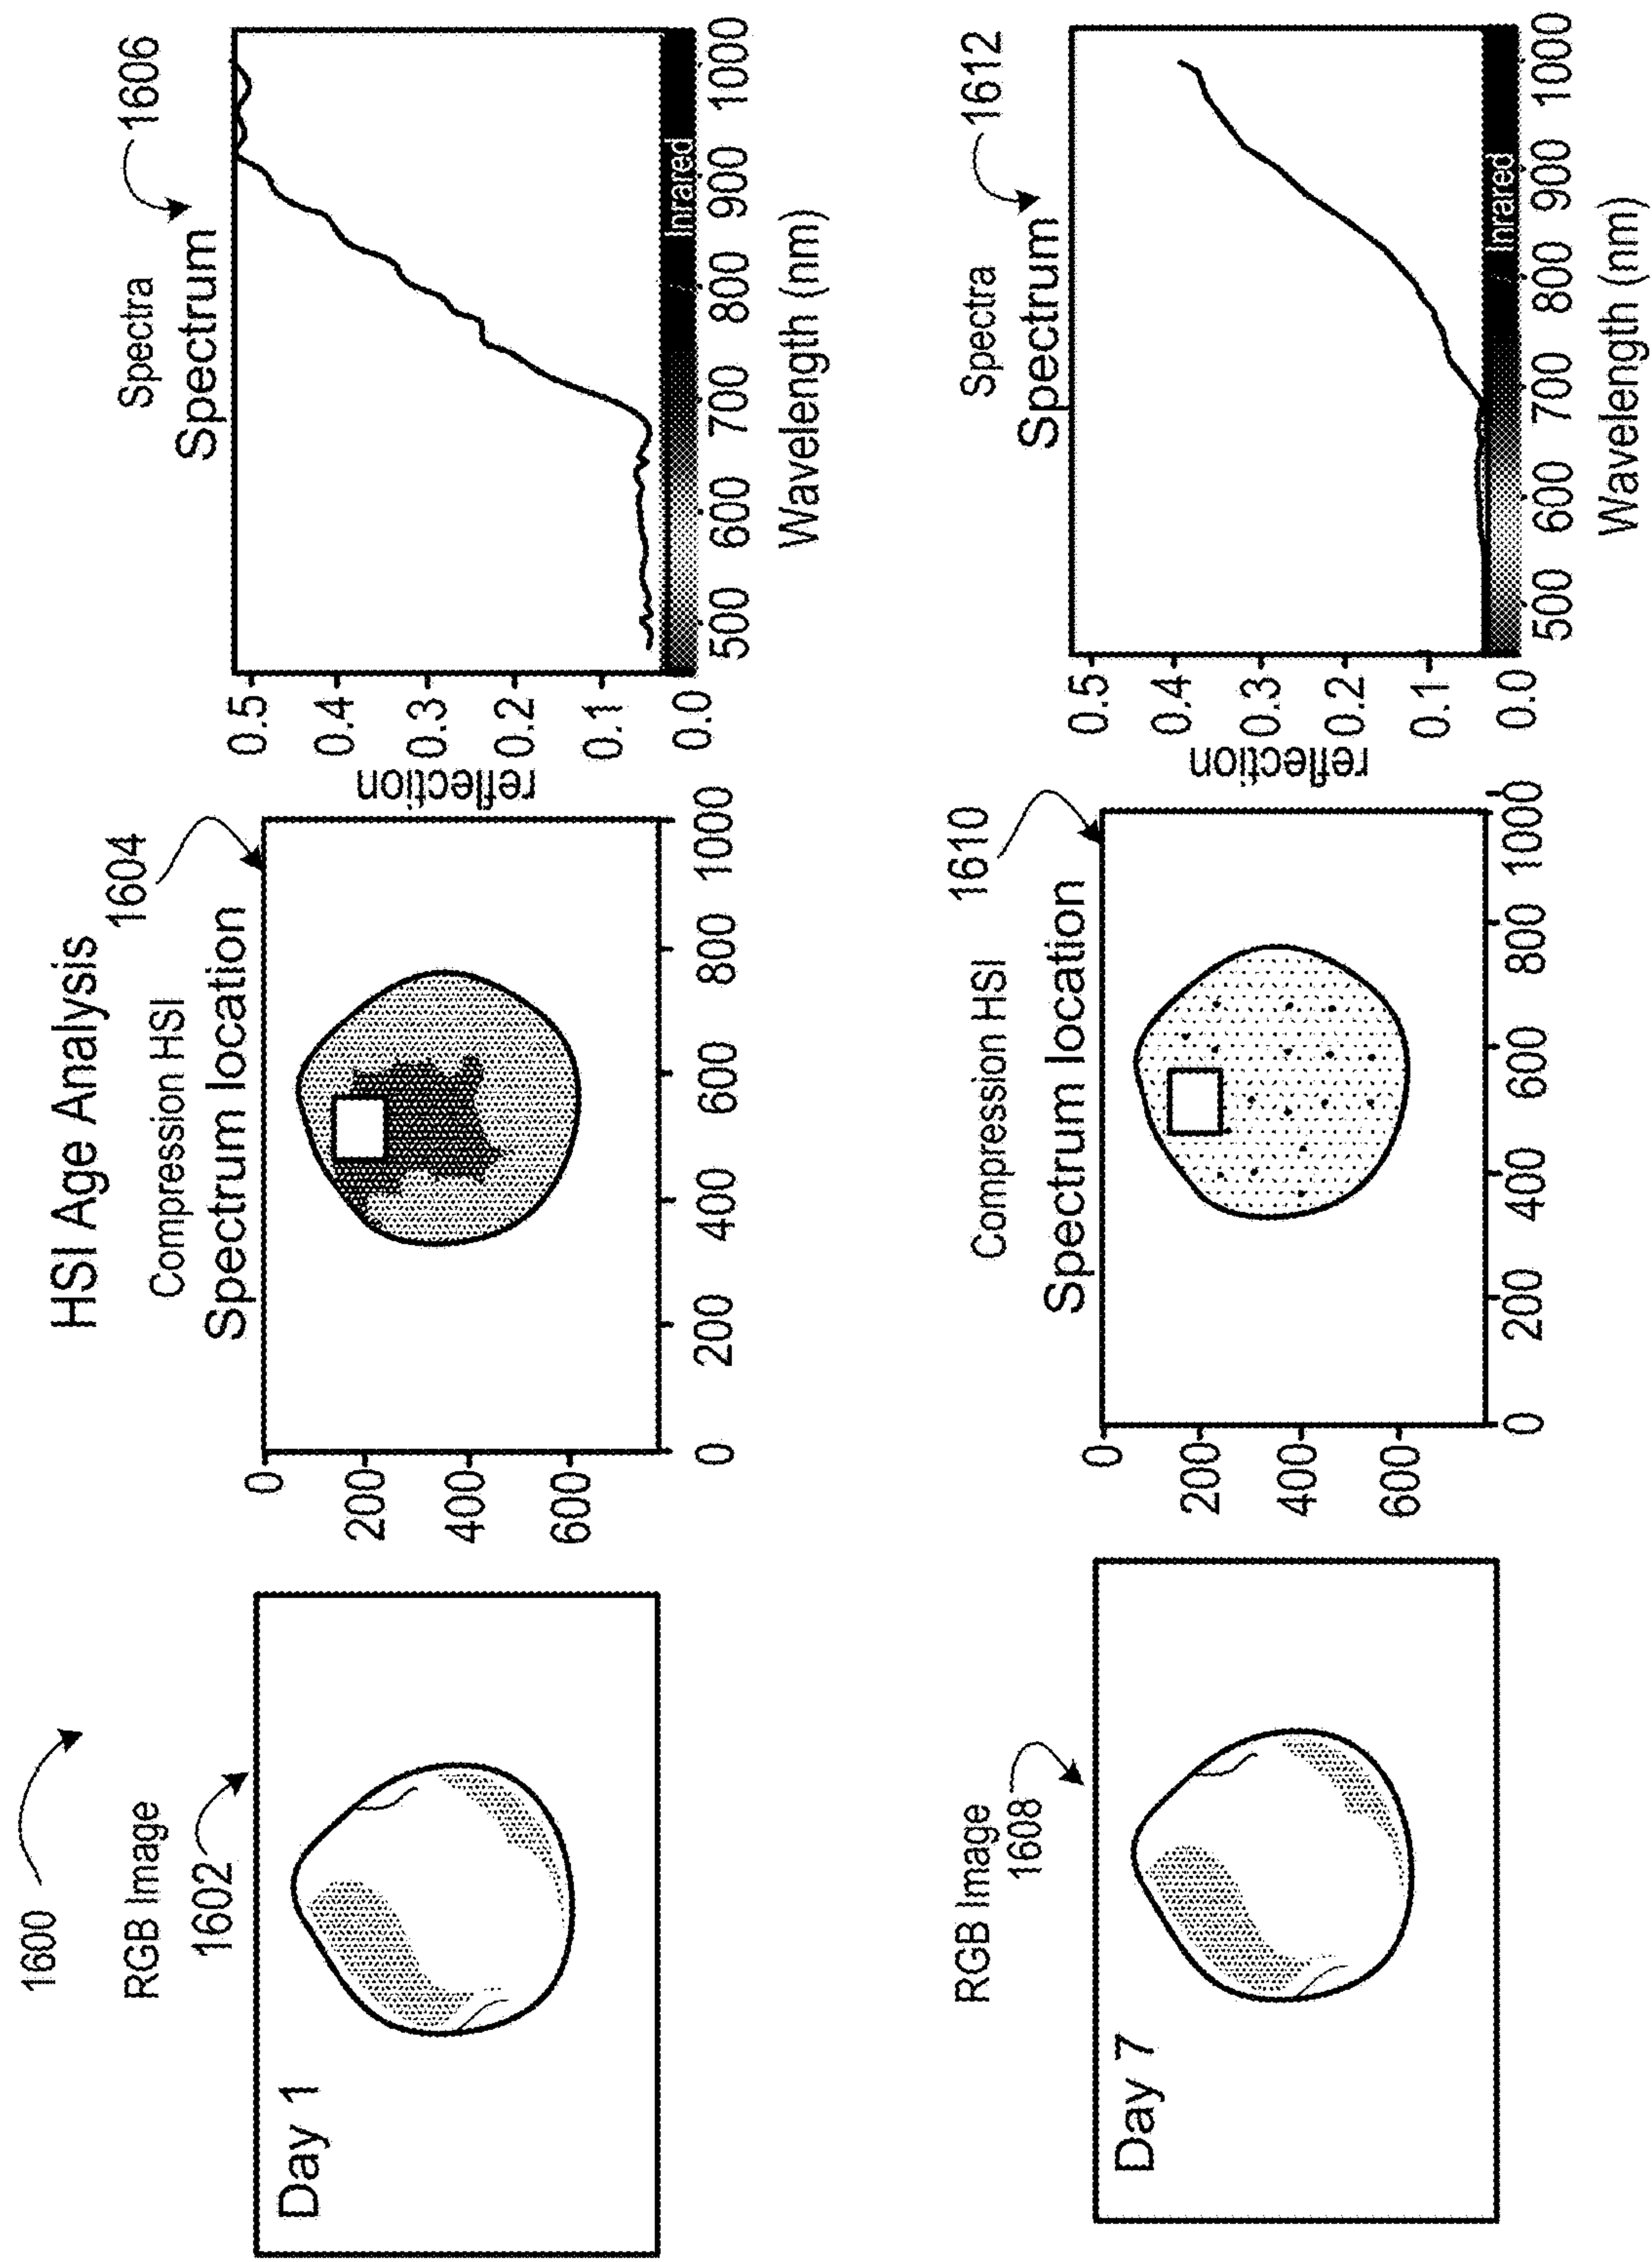 1600
HSI Age Analysis
RGB Image
1602
Compression HSI
1604
Spectrum location
Spectra
1606
Spectrum
Day 1
0
200
400
600
0 200 400 600 800 1000
reflection
0.5
0.4
0.3
0.2
0.1
0.0
Inrared
500 600 700 800 900 1000
Wavelength (nm)
RGB Image
1608
Compression HSI
1610
Spectrum location
Spectra
1612
Spectrum
Day 7
0
200
400
600
0 200 400 600 800 1000
reflection
0.5
0.4
0.3
0.2
0.1
0.0
Inrared
500 600 700 800 900 1000
Wavelength (nm)